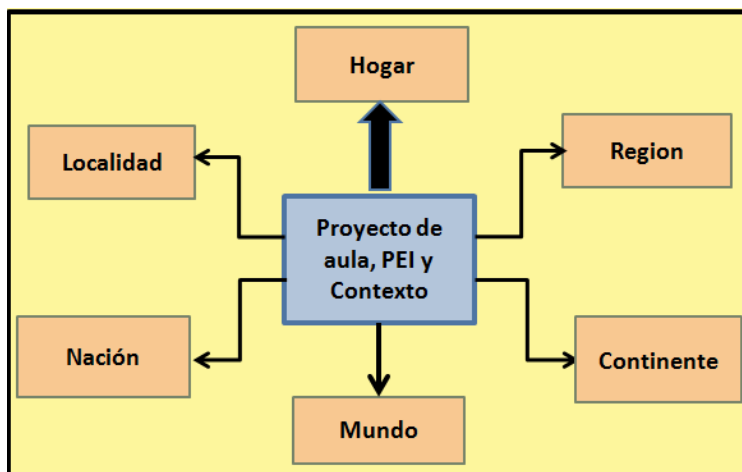 Hogar
Localidad
Region
Proyecto de
aula, PEI y
Contexto
Nación
Continente
Mundo